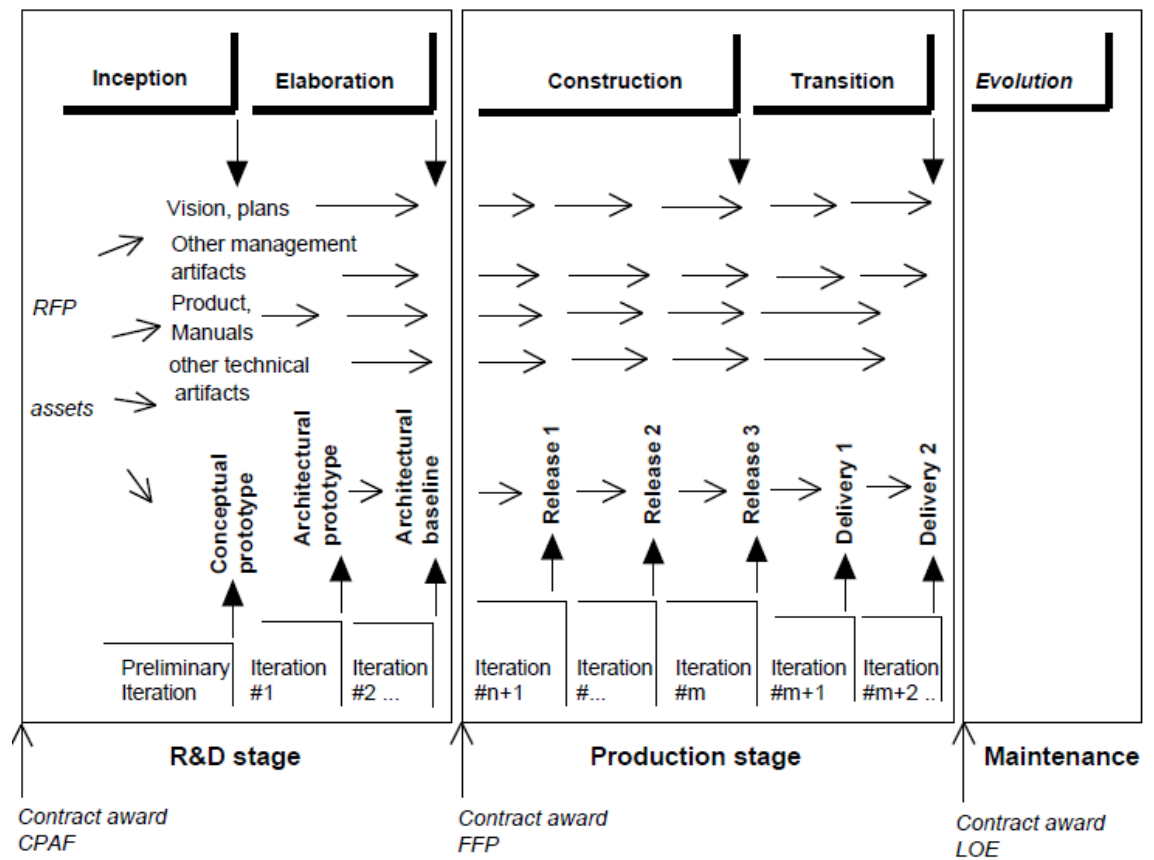 Inception
Elaboration
Construction
Transition
Evolution
Vision, plans
Other management
artifacts
RFP
Product,
Manuals
other technical
artifacts
assets
Conceptual
prototype
Architectural
prototype
Architectural
baseline
Release 1
Release 2
Release 3
Delivery 1
Delivery 2
Preliminary
Iteration
Iteration
#1
Iteration
#2 ...
Iteration
#n+1
Iteration
#...
Iteration
#m
Iteration
#m+1
Iteration
#m+2 ..
R&D stage
Production stage
Maintenance
Contract award
CPAF
Contract award
FFP
Contract award
LOE